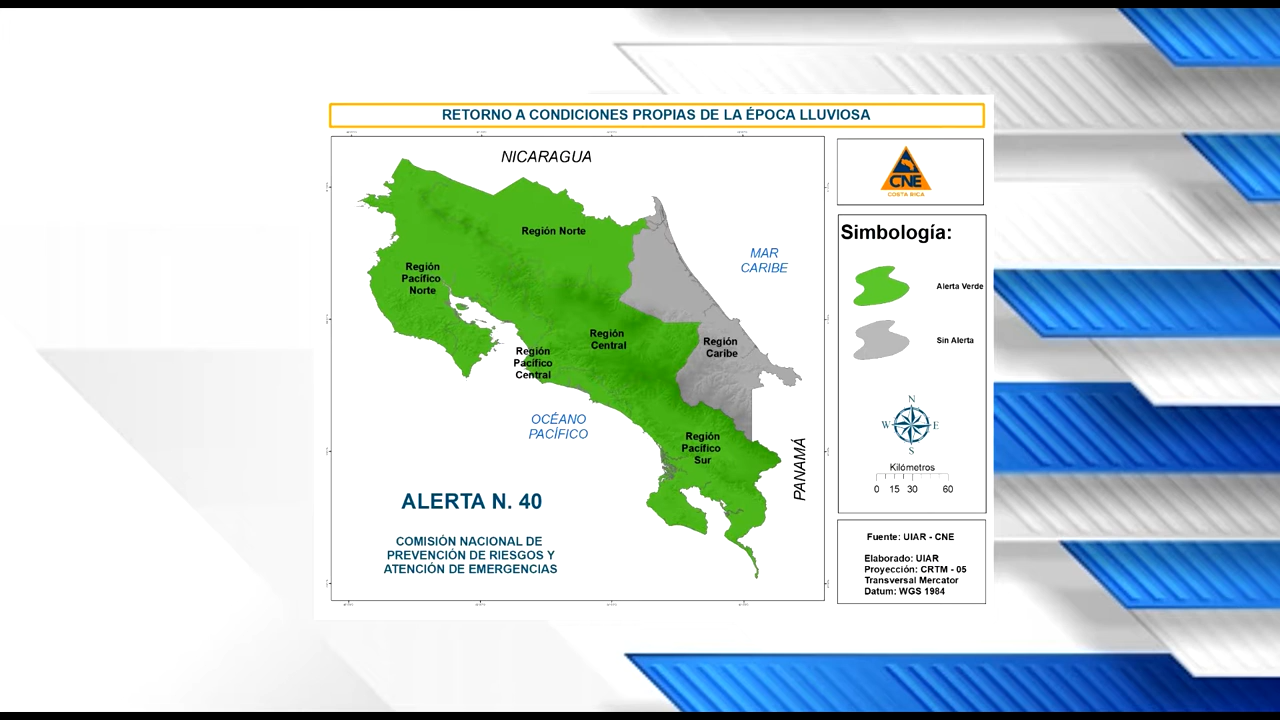 RETORNO A CONDICIONES PROPIAS DE LA ÉPOCA LLUVIOSA
NICARAGUA
CNE
COSTA RICA
Simbología:
Región Norte
MAR
CARIBE
Región
Pacífico
Norte
Alerta Verde
Región
Central
Región
Caribe
Sin Alerta
Región
Pacífico
Central
OCÉANO
PACÍFICO
N
W
E
S
Región
Pacífico
Sur
PANAMÁ
Kilómetros
0 15 30 60
ALERTA N. 40
COMISIÓN NACIONAL DE
PREVENCIÓN DE RIESGOS Y
ATENCIÓN DE EMERGENCIAS
Fuente: UIAR - CNE
Elaborado: UIAR
Proyección: CRTM - 05
Transversal Mercator
Datum: WGS 1984